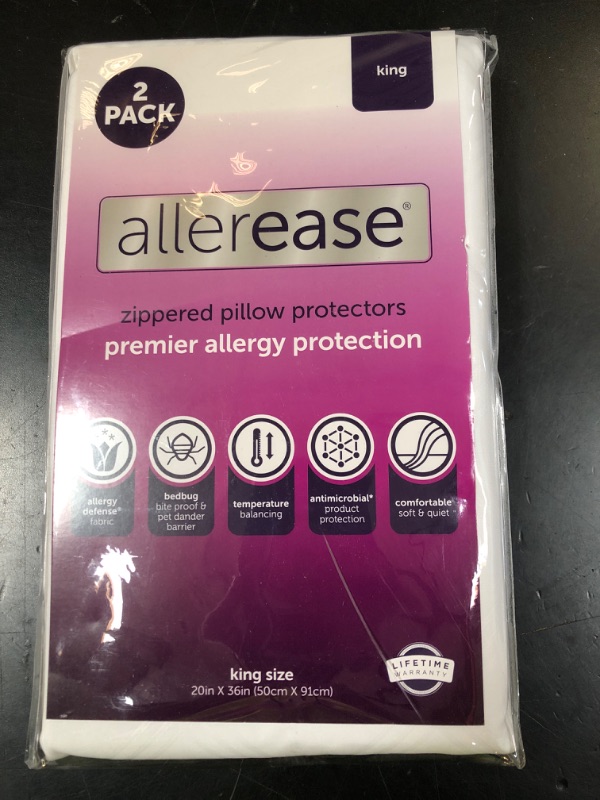 2
PACK
king
allerease®
zippered pillow protectors
premier allergy protection
allergy
defense*
fabric
bedbug
bite proof &
pet dander
barrier
temperature
balancing
antimicrobial*
product
protection
comfortable
soft & quiet
LIFETIME
WARRANTY
king size
20in X 36in (50cm X 91cm)